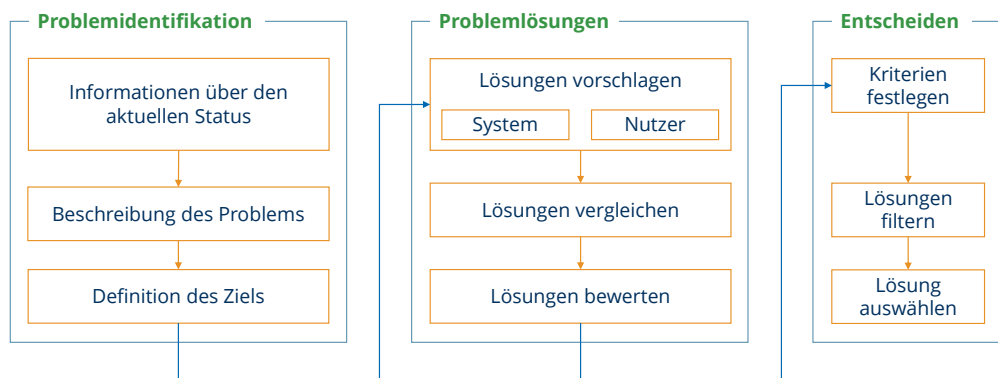 Problemidentifikation
Informationen über den
aktuellen Status
Beschreibung des Problems
Definition des Ziels
Problemlösungen
Lösungen vorschlagen
System
Nutzer
Lösungen vergleichen
Lösungen bewerten
Entscheiden
Kriterien
festlegen
Lösungen
filtern
Lösung
auswählen